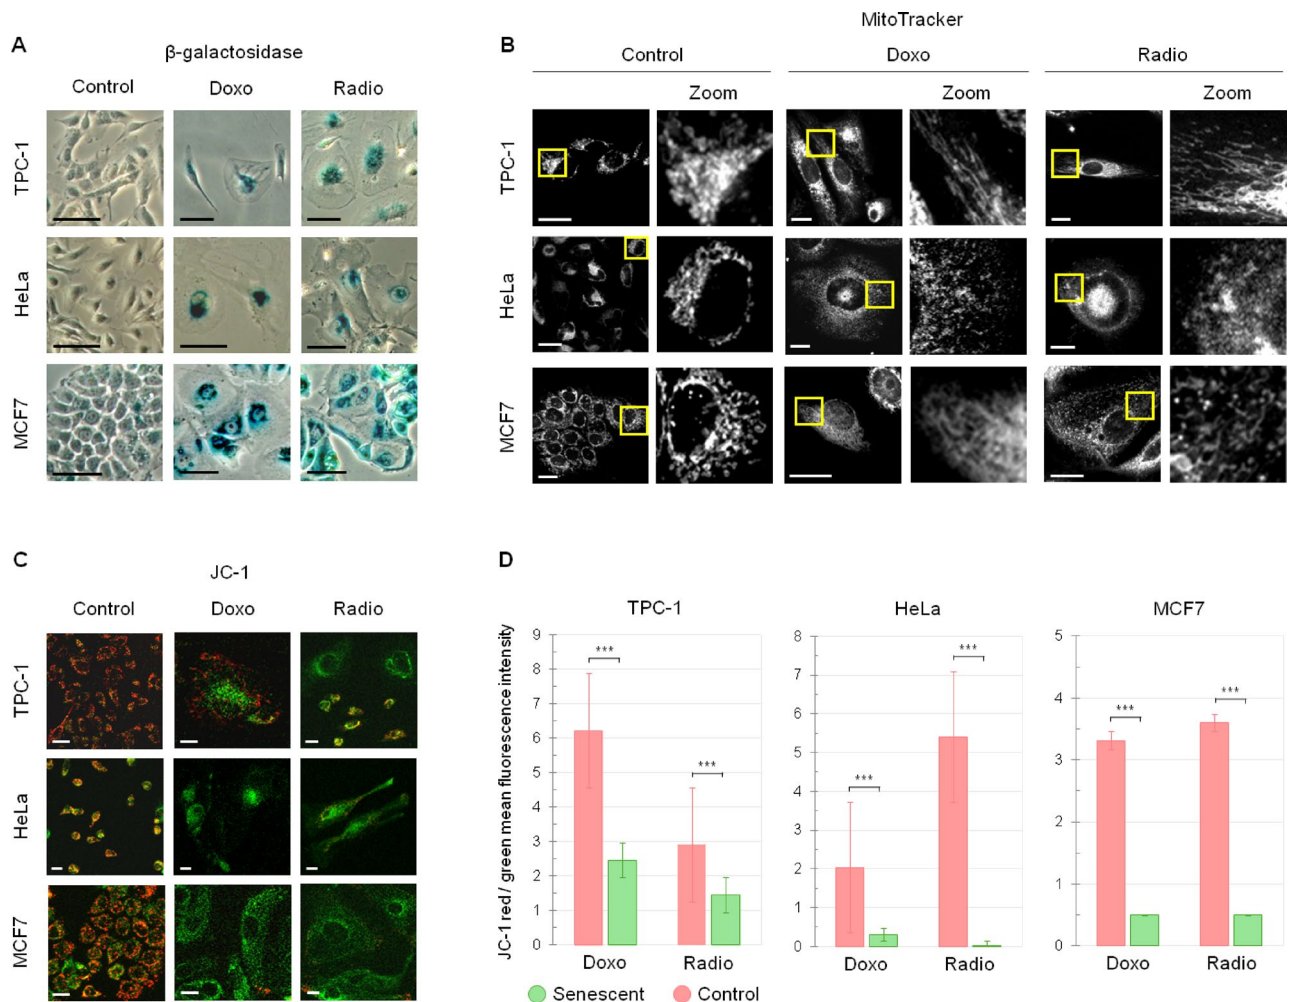 A
β-galactosidase
Control Doxo Radio
TPC-1
HeLa
MCF7
MitoTracker
B
Control Doxo Radio
Zoom Zoom Zoom
TPC-1
HeLa
MCF7
C
JC-1
Control Doxo Radio
TPC-1
HeLa
MCF7
D
TPC-1 HeLa MCF7
JC-1 red/ green mean fluorescence intensity
9
8
7
6
5
4
3
2
1
0
*** ***
Doxo Radio
8
7
6
5
4
3
2
1
0
*** ***
Doxo Radio
5
4
3
2
1
0
*** ***
Doxo Radio
Senescent Control